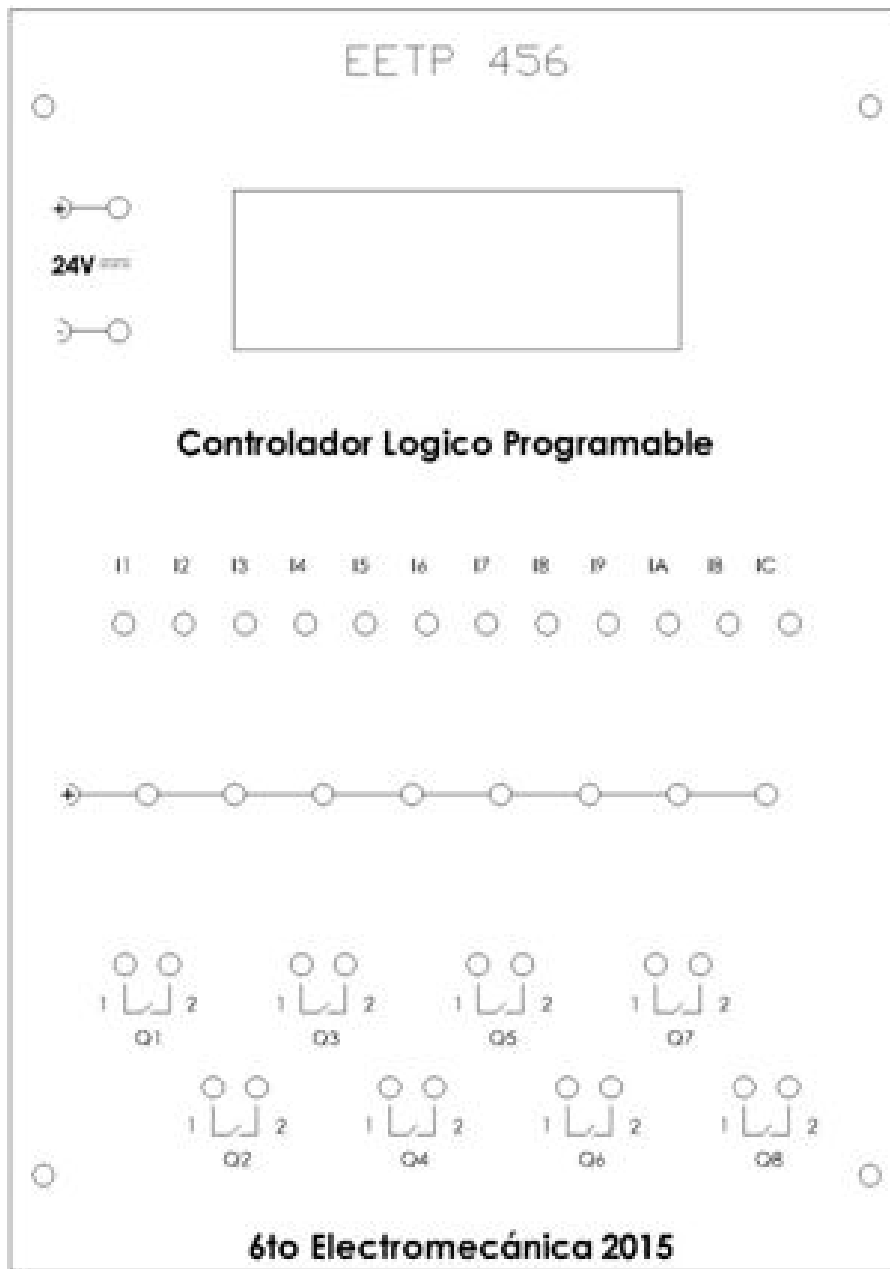 EETP 456
+
24V
-
Controlador Logico Programable
I1 I2 I3 I4 I5 I6 I7 I8 I9 IA IB IC
+
1 2 1 2 1 2 1 2
Q1 Q3 Q5 Q7
1 2 1 2 1 2 1 2
Q2 Q4 Q6 Q8
6to Electromecánica 2015